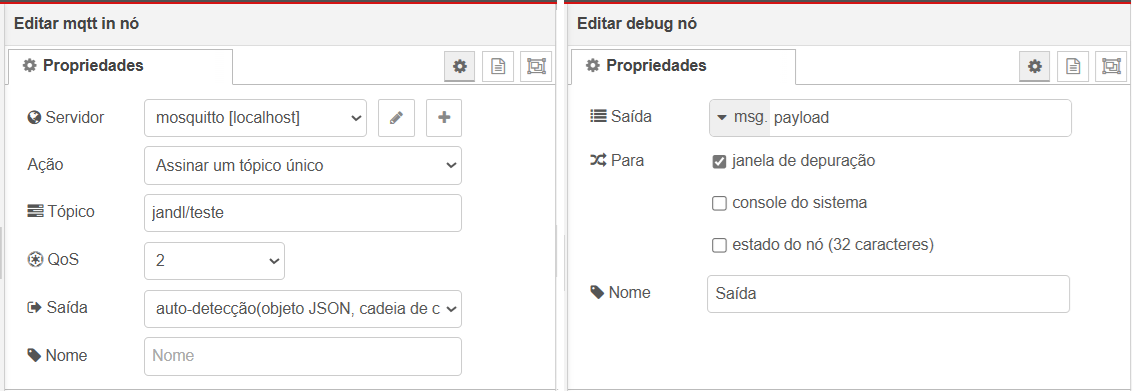 Editar mqtt in nó
Propriedades
Servidor
mosquitto [localhost]
Ação
Assinar um tópico único
Tópico
jandl/teste
QoS
2
Saída
auto-detecção(objeto JSON, cadeia de c
Nome
Nome
Editar debug nó
Propriedades
Saída
msg. payload
Para
janela de depuração
console do sistema
estado do nó (32 caracteres)
Nome
Saída